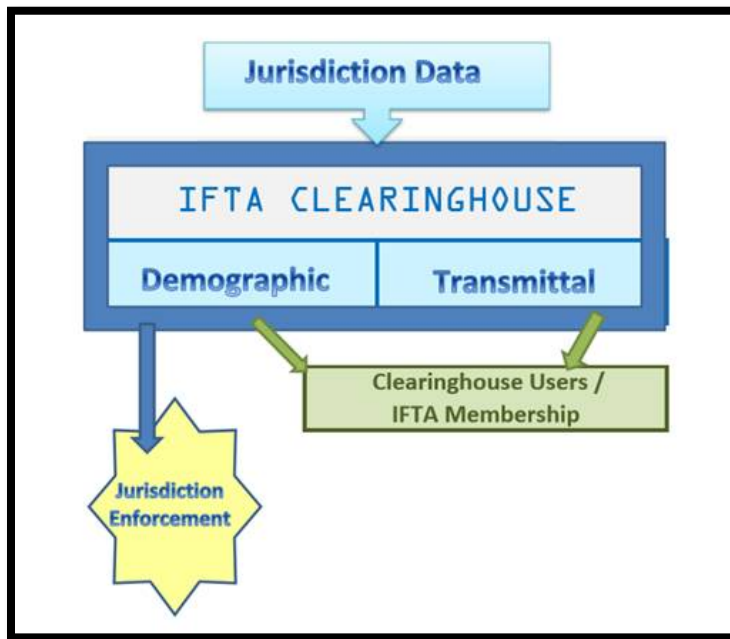 Jurisdiction Data
IFTA CLEARINGHOUSE
Demographic
Transmittal
Clearinghouse Users /
IFTA Membership
Jurisdiction
Enforcement